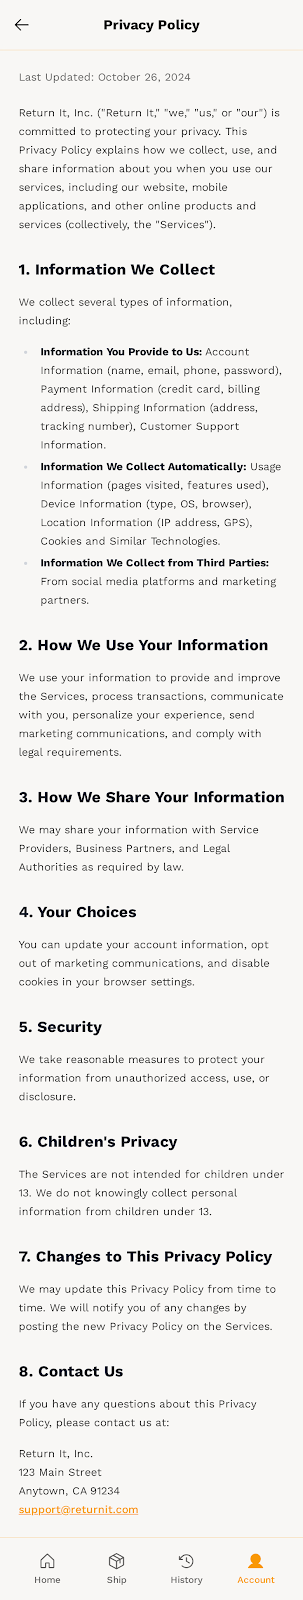 Privacy Policy
Last Updated: October 26, 2024
Return It, Inc. ("Return It," "we," "us," or "our") is
committed to protecting your privacy. This
Privacy Policy explains how we collect, use, and
share information about you when you use our
services, including our website, mobile
applications, and other online products and
services (collectively, the "Services").
1. Information We Collect
We collect several types of information,
including:
Information You Provide to Us: Account
Information (name, email, phone, password),
Payment Information (credit card, billing
address), Shipping Information (address,
tracking number), Customer Support
Information.
Information We Collect Automatically: Usage
Information (pages visited, features used),
Device Information (type, OS, browser),
Location Information (IP address, GPS),
Cookies and Similar Technologies.
Information We Collect from Third Parties:
From social media platforms and marketing
partners.
2. How We Use Your Information
We use your information to provide and improve
the Services, process transactions, communicate
with you, personalize your experience, send
marketing communications, and comply with
legal requirements.
3. How We Share Your Information
We may share your information with Service
Providers, Business Partners, and Legal
Authorities as required by law.
4. Your Choices
You can update your account information, opt
out of marketing communications, and disable
cookies in your browser settings.
5. Security
We take reasonable measures to protect your
information from unauthorized access, use, or
disclosure.
6. Children's Privacy
The Services are not intended for children under
13. We do not knowingly collect personal
information from children under 13.
7. Changes to This Privacy Policy
We may update this Privacy Policy from time to
time. We will notify you of any changes by
posting the new Privacy Policy on the Services.
8. Contact Us
If you have any questions about this Privacy
Policy, please contact us at:
Return It, Inc.
123 Main Street
Anytown, CA 91234
support@returnit.com
Home Ship History Account